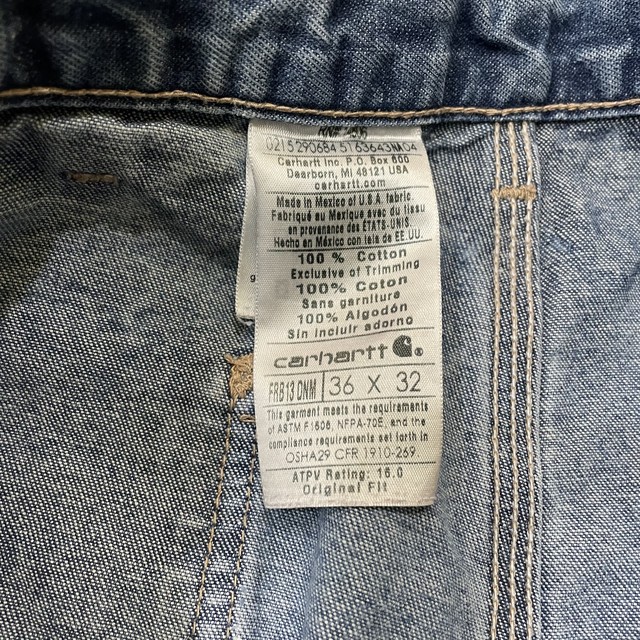 0215290684 5163643NA04
Carhartt Inc. P.O. Box 600
Dearborn, MI 48121 USA
carhartt.com
Made in Mexico of U.S.A. fabric.
Fabriqué au Mexique avec du tissu
en provenance des ÉTATS-UNIS.
Hecho en México con tela de EE.UU.
100 % Cotton
Exclusive of Trimming
100% Coton
Sans garniture
100% Algodón
Sin incluir adorno
carhartt ®
FRB13 DNM 36 X 32
This garment meets the requirements
of ASTM F1506, NFPA-70E, and the
compliance requirements set forth in
OSHA29 CFR 1910-269.
ATPV Rating: 16.0
Original Fit
g